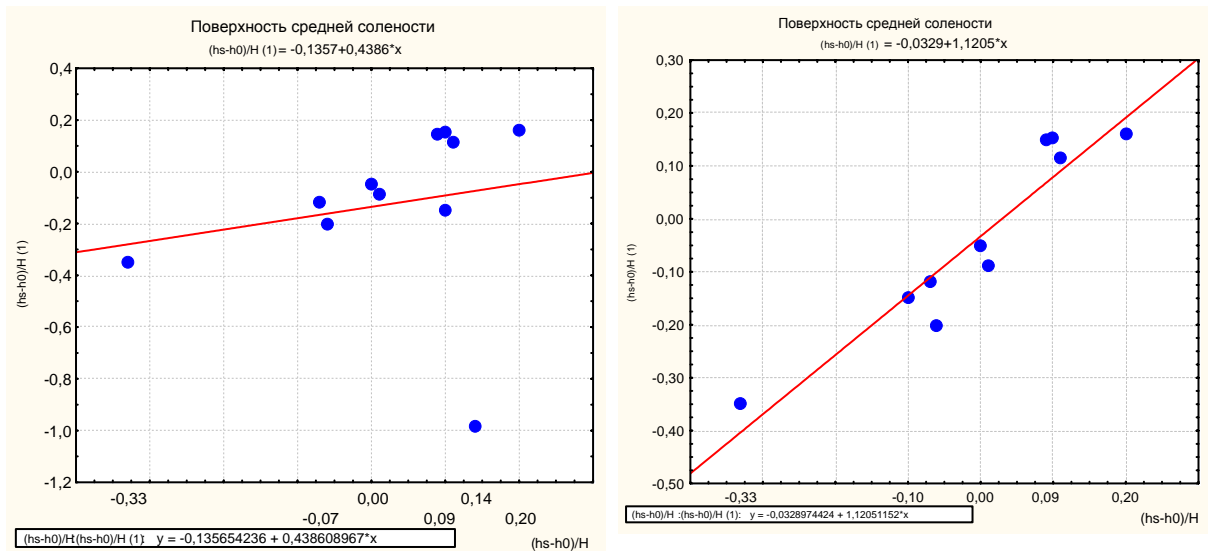 Поверхность средней солености
(hs-h0)/H (1) = -0,1357+0,4386*x
0,4
0,2
0,0
-0,2
-0,4
-0,6
-0,8
-1,0
-1,2
(hs-h0)/H (1)
-0,33 0,00 0,14
-0,07 0,09 0,20
(hs-h0)/H:(hs-h0)/H (1): y = -0,135654236 + 0,438608967*x
(hs-h0)/H
Поверхность средней солености
(hs-h0)/H (1) = -0,0329+1,1205*x
0,30
0,20
0,10
0,00
-0,10
-0,20
-0,30
-0,40
-0,50
(hs-h0)/H (1)
-0,33 -0,10 0,00 0,09 0,20
(hs-h0)/H :(hs-h0)/H (1): y = -0,0328974424 + 1,12051152*x
(hs-h0)/H